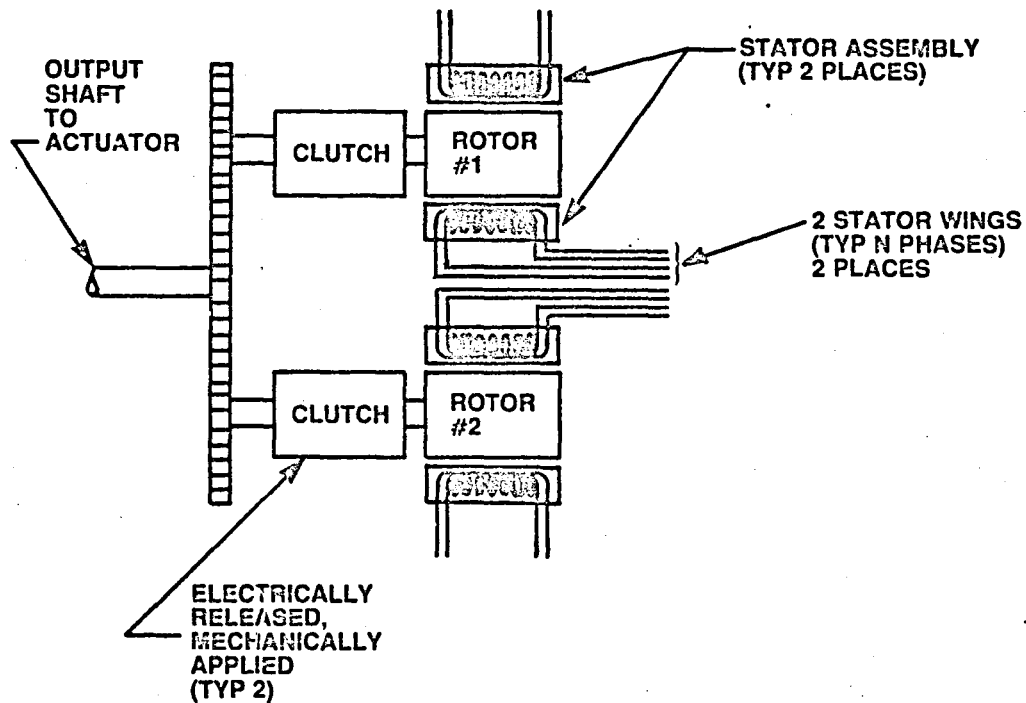 OUTPUT
SHAFT
TO
ACTUATOR
CLUTCH
ROTOR
#1
STATOR ASSEMBLY
(TYP 2 PLACES)
2 STATOR WINGS
(TYP N PHASES)
2 PLACES
CLUTCH
ROTOR
#2
ELECTRICALLY
RELEASED,
MECHANICALLY
APPLIED
(TYP 2)